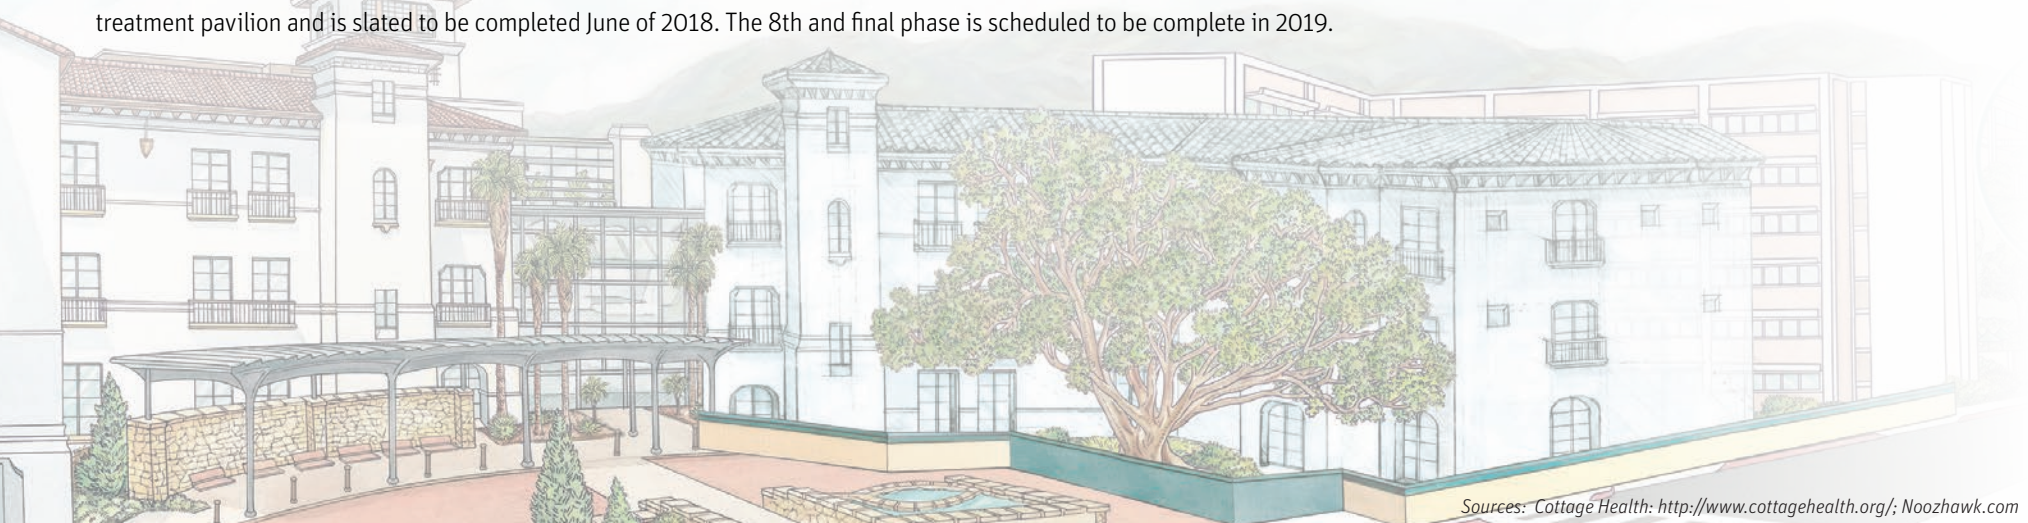 treatment pavilion and is slated to be completed June of 2018. The 8th and final phase is scheduled to be complete in 2019.
Sources: Cottage Health: http://www.cottagehealth.org/; Noozhawk.com